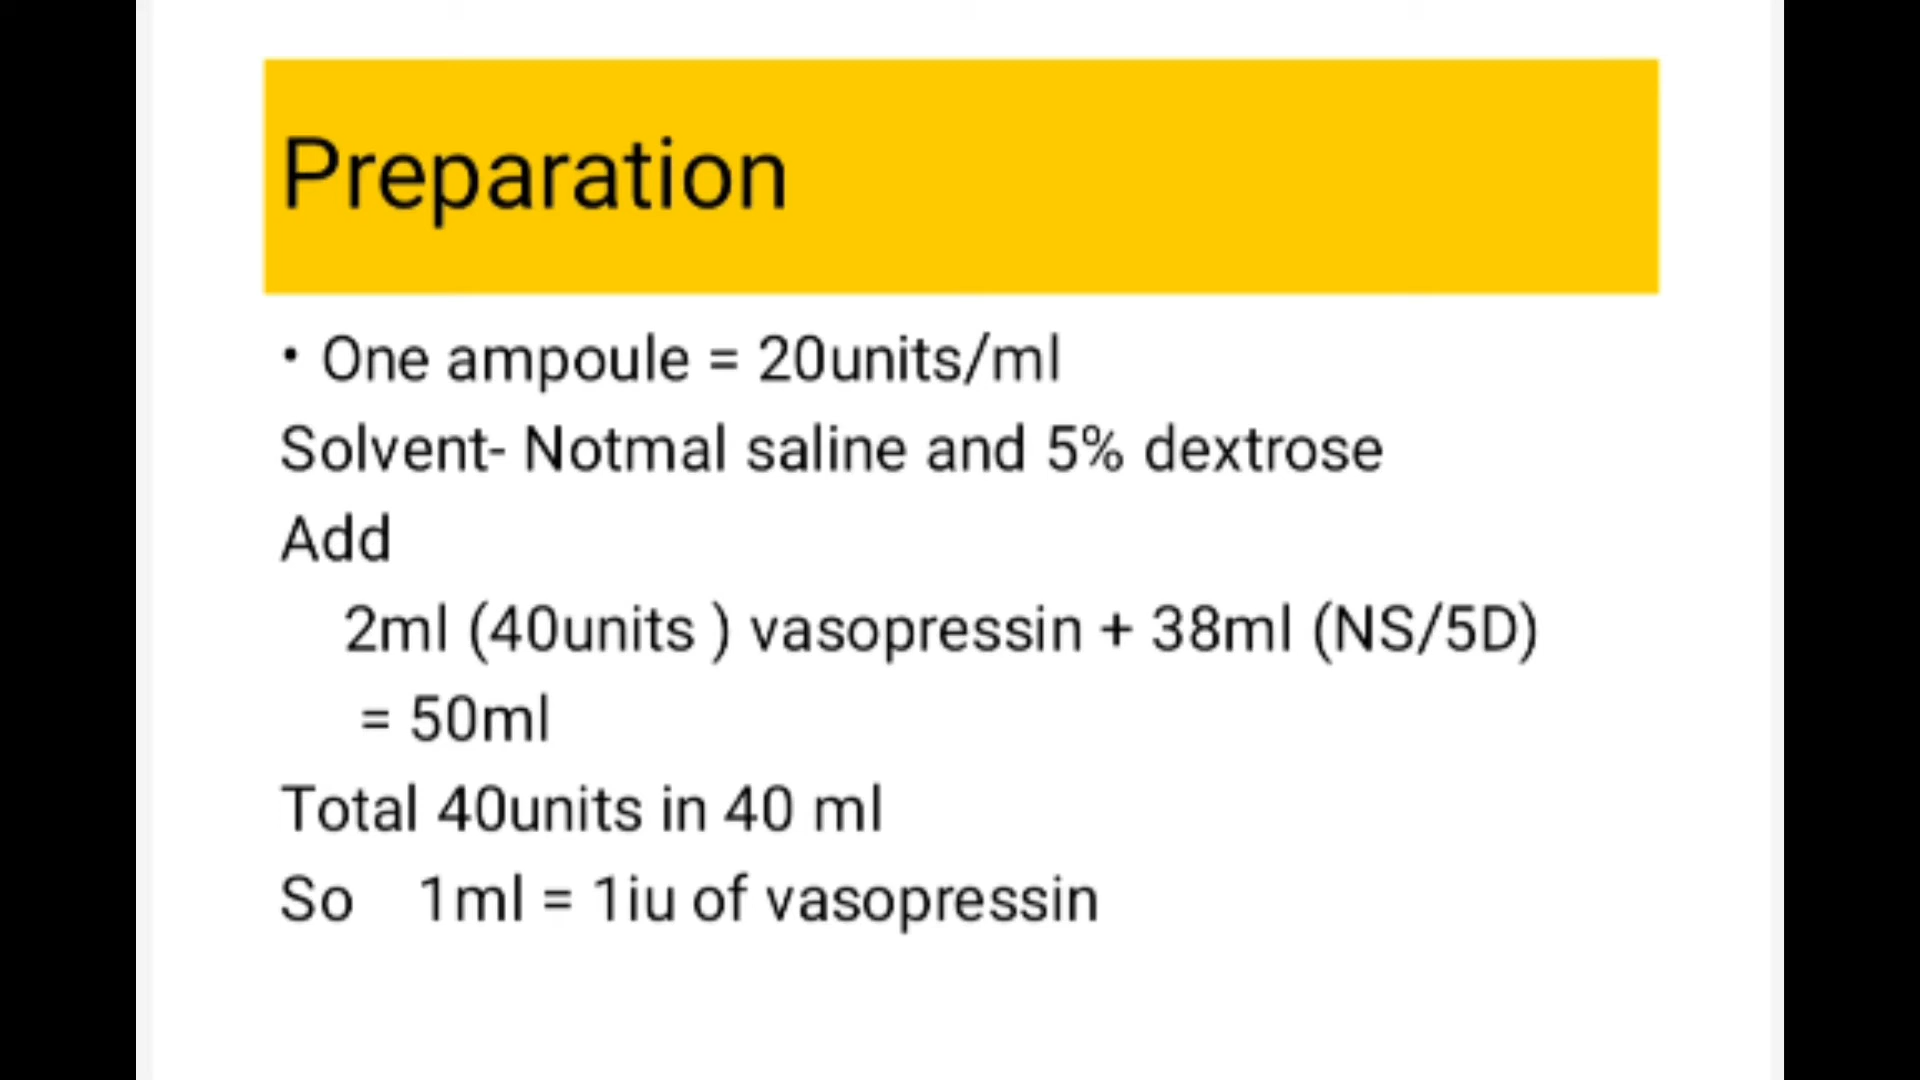 Preparation
• One ampoule = 20units/ml
Solvent- Notmal saline and 5% dextrose
Add
2ml (40units ) vasopressin + 38ml (NS/5D)
= 50ml
Total 40units in 40 ml
So 1ml = 1iu of vasopressin